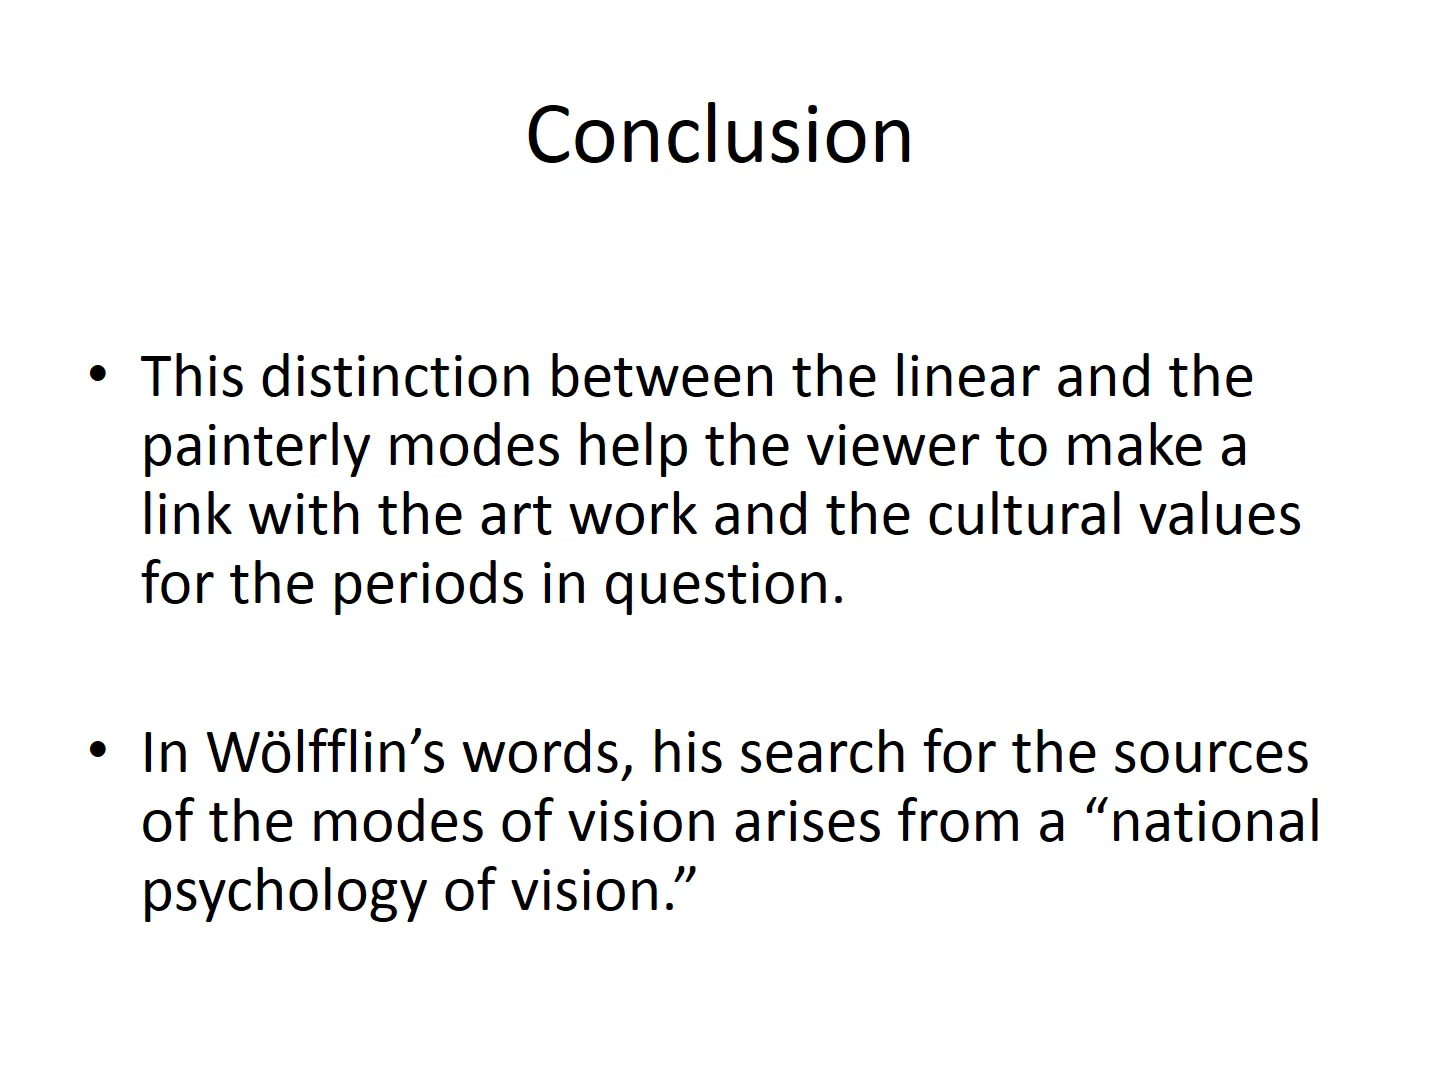 Conclusion
• This distinction between the linear and the
painterly modes help the viewer to make a
link with the art work and the cultural values
for the periods in question.
• In Wölfflin’s words, his search for the sources
of the modes of vision arises from a “national
psychology of vision.”